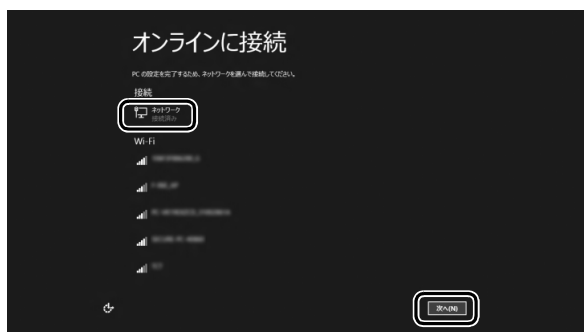 オンラインに接続
PC の設定を完了するため、ネットワークを選んで接続してください。
接続
ネットワーク
接続済み
Wi-Fi
次へ(N)